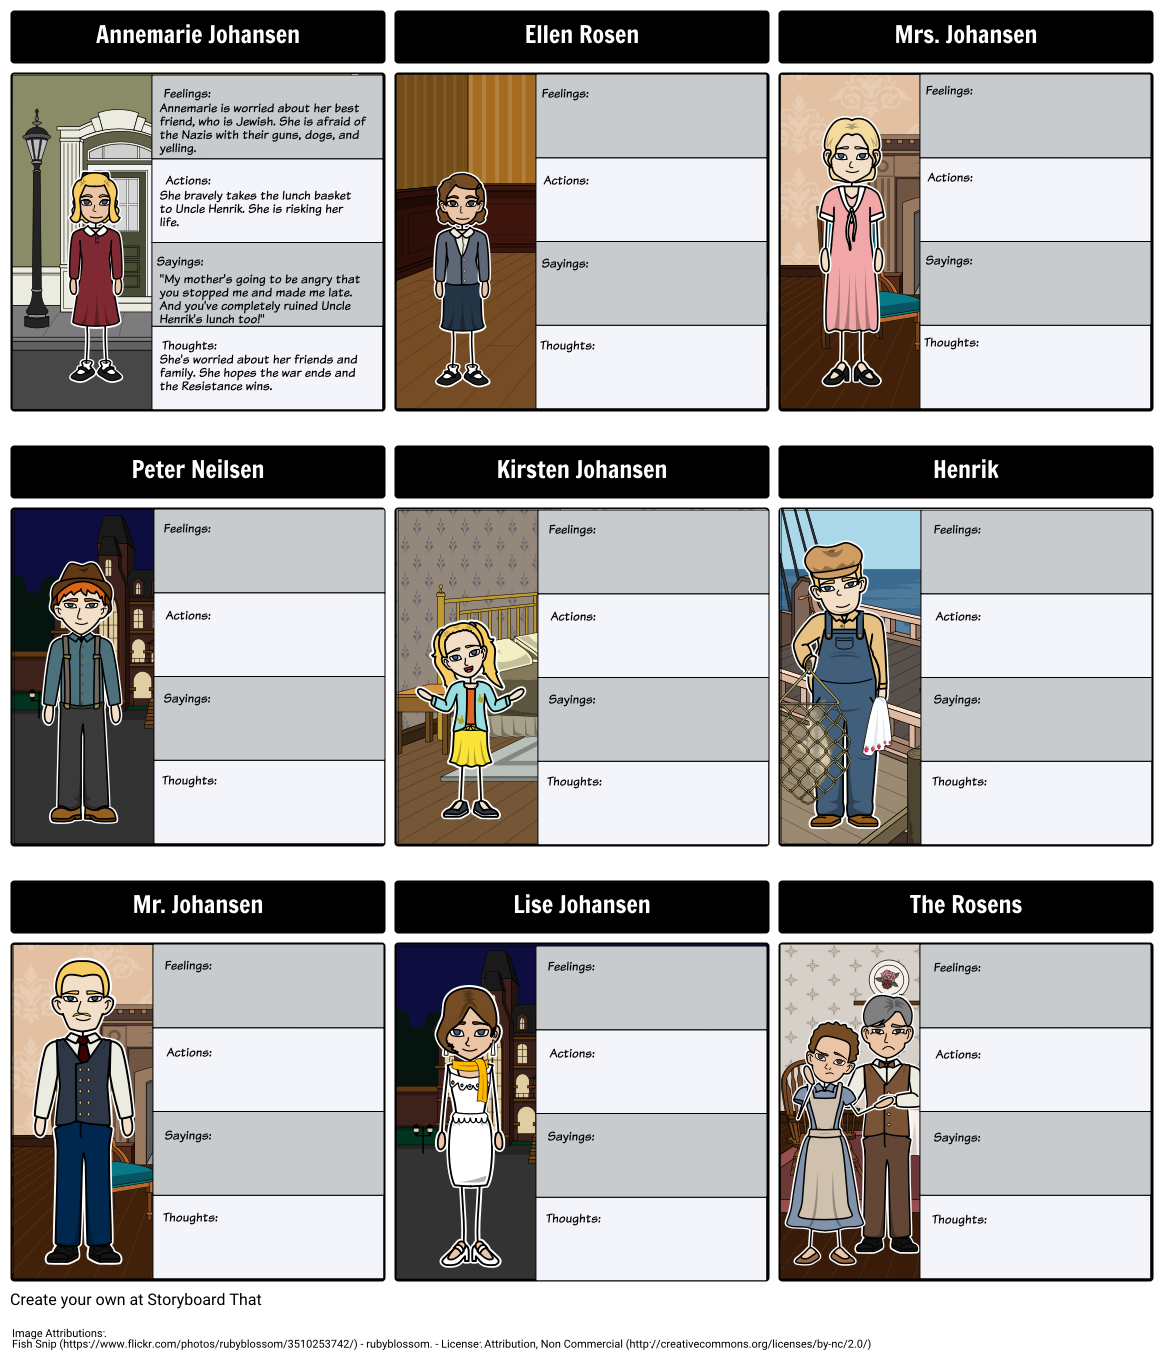 Annemarie Johansen
Feelings:
Annemarie is worried about her best
friend, who is Jewish. She is afraid of
the Nazis with their guns, dogs, and
yelling.
Actions:
She bravely takes the lunch basket
to Uncle Henrik. She is risking her
life.
Sayings:
"My mother's going to be angry that
you stopped me and made me late.
And you've completely ruined Uncle
Henrik's lunch too!"
Thoughts:
She's worried about her friends and
family. She hopes the war ends and
the Resistance wins.
Ellen Rosen
Feelings:
Actions:
Sayings:
Thoughts:
Mrs. Johansen
Feelings:
Actions:
Sayings:
Thoughts:
Peter Neilsen
Feelings:
Actions:
Sayings:
Thoughts:
Kirsten Johansen
Feelings:
Actions:
Sayings:
Thoughts:
Henrik
Feelings:
Actions:
Sayings:
Thoughts:
Mr. Johansen
Feelings:
Actions:
Sayings:
Thoughts:
Lise Johansen
Feelings:
Actions:
Sayings:
Thoughts:
The Rosens
Feelings:
Actions:
Sayings:
Thoughts:
Create your own at Storyboard That
Image Attributions:
Fish Snip (https://www.flickr.com/photos/rubyblossom/3510253742/) - rubyblossom. - License: Attribution, Non Commercial (http://creativecommons.org/licenses/by-nc/2.0/)